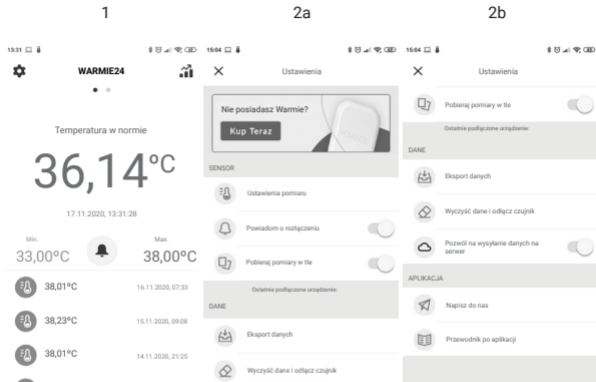 1
2a
2b
13:31
WARMIE24
Temperatura w normie
36,14°C
17.11.2020, 13:31:28
Min.
33,00°C
Max.
38,00°C
38,01°C
16.11.2020, 07:33
38,23°C
15.11.2020, 09:08
38,01°C
14.11.2020, 21:25
15:04
Ustawienia
Nie posiadasz Warmie?
Kup Teraz
SENSOR
Ustawienia pomiaru
Powiadom o rozłączeniu
Pobieraj pomiary w tle
Ostatnie podłączone urządzenie:
DANE
Eksport danych
Wyczyść dane i odłącz czujnik
15:04
Ustawienia
Pobieraj pomiary w tle
Ostatnie podłączone urządzenie:
DANE
Eksport danych
Wyczyść dane i odłącz czujnik
Pozwól na wysyłanie danych na
serwer
APLIKACJA
Napisz do nas
Przewodnik po aplikacji